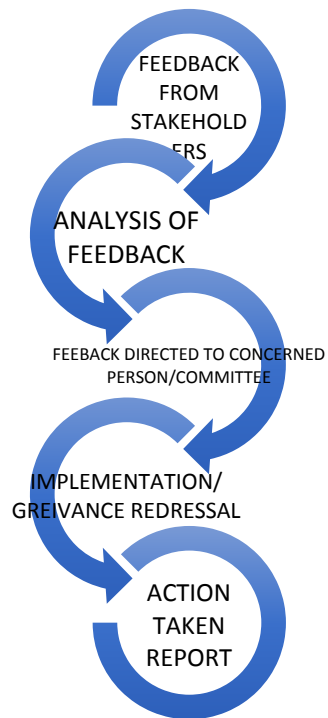 FEEDBACK
FROM
STAKEHOLD
ERS
ANALYSIS OF
FEEDBACK
FEEBACK DIRECTED TO CONCERNED
PERSON/COMMITTEE
IMPLEMENTATION/
GREIVANCE REDRESSAL
ACTION
TAKEN
REPORT